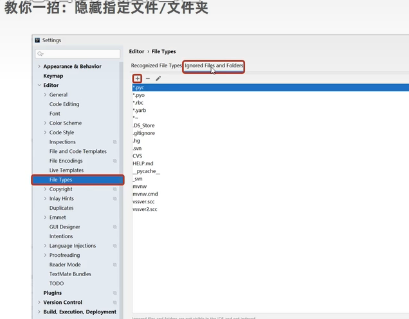 教你一招：隐藏指定文件/文件夹
Settings
Appearance & Behavior
Keymap
Editor
General
Code Editing
Font
Color Scheme
Code Style
Inspections
File and Code Templates
File Encodings
Live Templates
File Types
Copyright
Inlay Hints
Duplicates
Emmet
GUI Designer
Intentions
Language Injections
Proofreading
Reader Mode
TextMate Bundles
TODO
Plugins
Version Control
Build, Execution, Deployment
Editor › File Types
Recognized File Types Ignored Files and Folders
*.pyc
*.pyo
*.rbc
*.yarb
*~
.DS_Store
.gitignore
.hg
.svn
CVS
HELP.md
__pycache__
_svn
mvnw
mvnw.cmd
vssver.scc
vssver2.scc